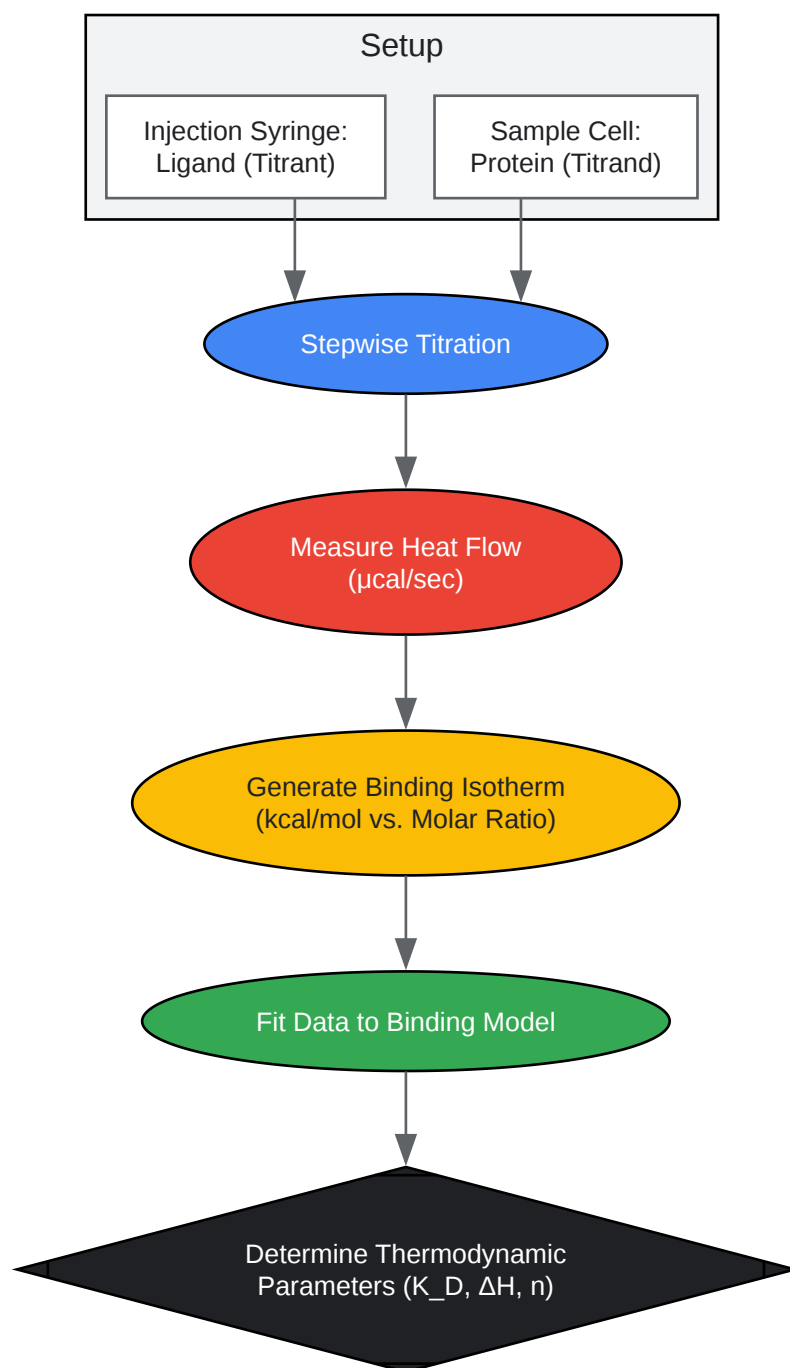 Setup
Injection Syringe:
Ligand (Titrant)
Sample Cell:
Protein (Titrand)
Stepwise Titration
Measure Heat Flow
(µcal/sec)
Generate Binding Isotherm
(kcal/mol vs. Molar Ratio)
Fit Data to Binding Model
Determine Thermodynamic
Parameters (K_D, ΔH, n)